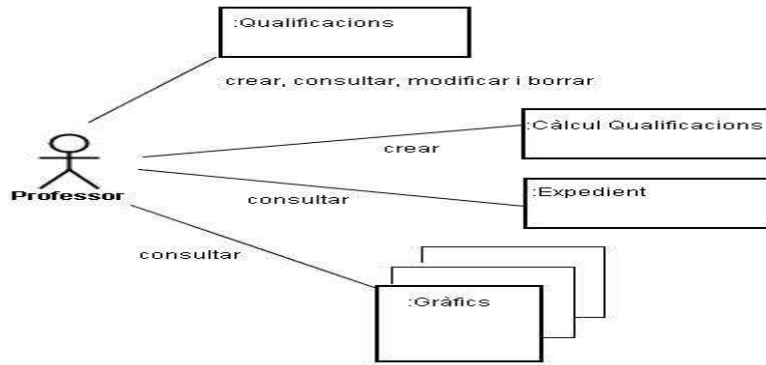 :Qualificacions
crear, consultar, modificar i borrar
:Càlcul Qualificacions
crear
:Expedient
Professor
consultar
consultar
:Gràfics